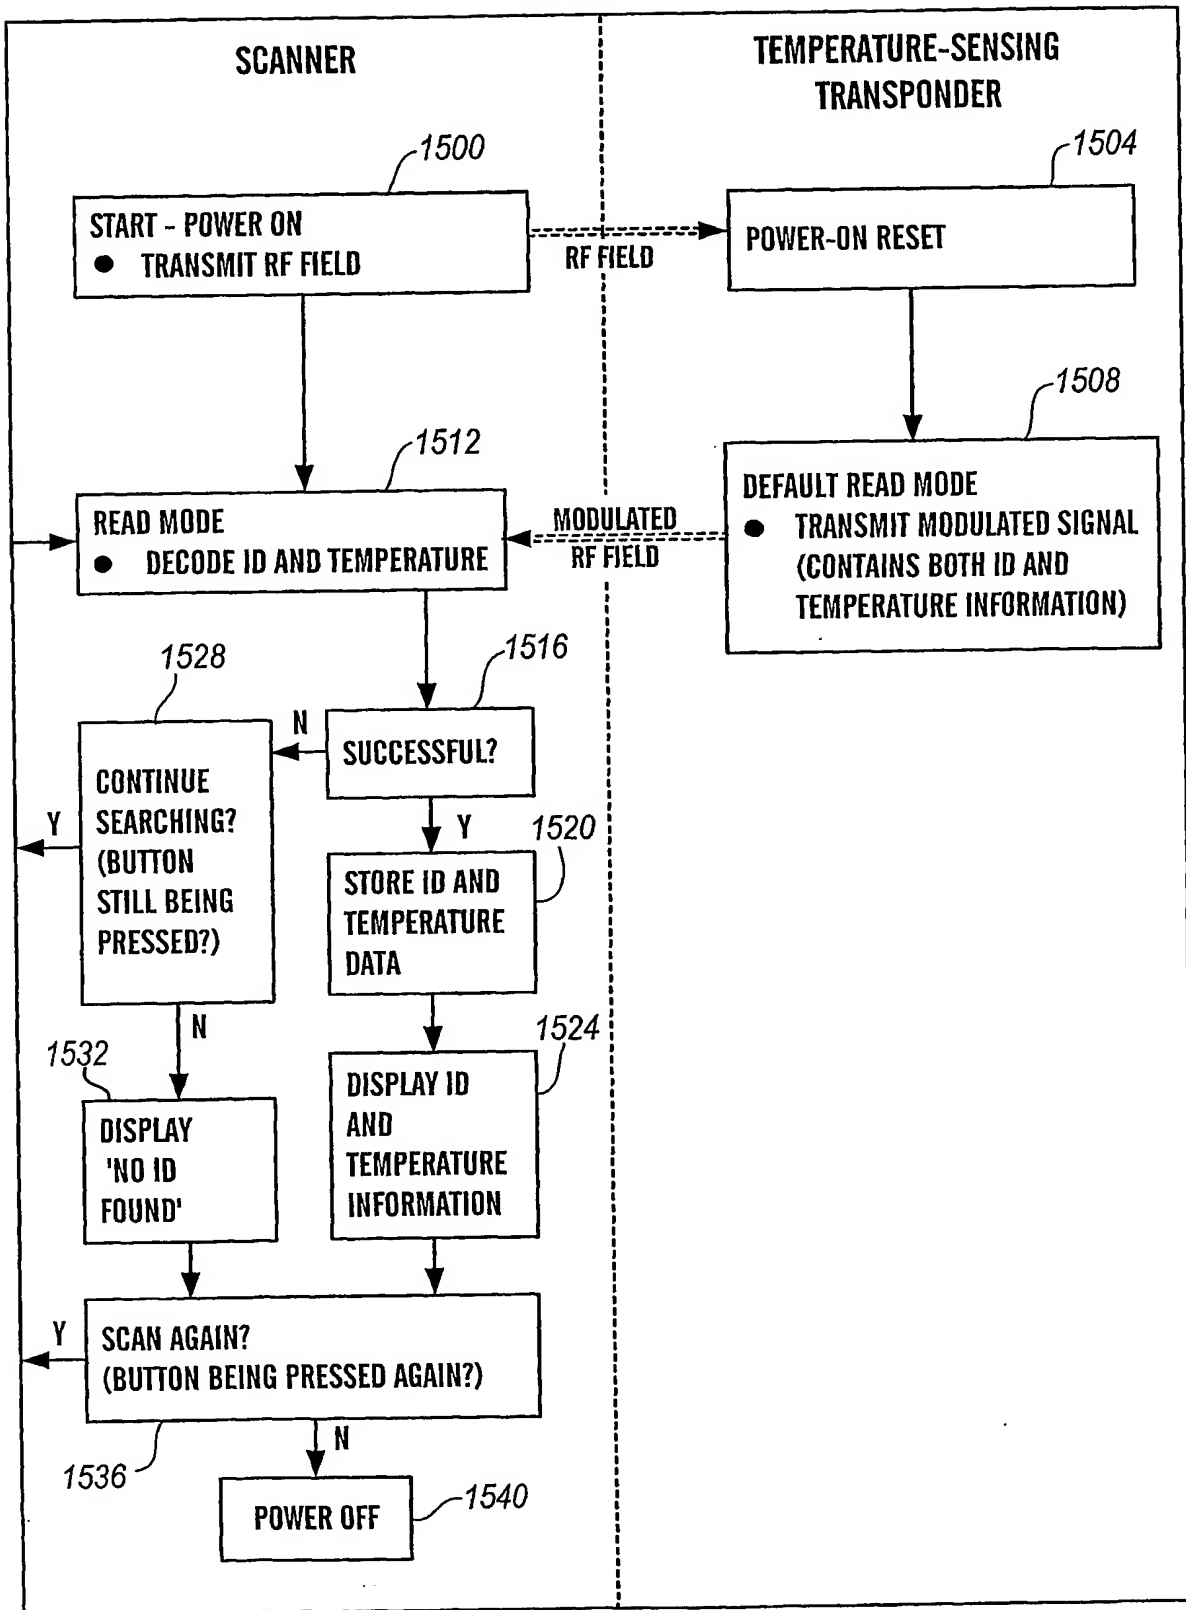 SCANNER
TEMPERATURE-SENSING
TRANSPONDER
1500
START - POWER ON
● TRANSMIT RF FIELD
RF FIELD
1504
POWER-ON RESET
1508
DEFAULT READ MODE
● TRANSMIT MODULATED SIGNAL
(CONTAINS BOTH ID AND
TEMPERATURE INFORMATION)
MODULATED
RF FIELD
1512
READ MODE
● DECODE ID AND TEMPERATURE
1516
SUCCESSFUL?
N
1528
CONTINUE
SEARCHING?
(BUTTON
STILL BEING
PRESSED?)
Y
Y
1520
STORE ID AND
TEMPERATURE
DATA
N
1532
DISPLAY
'NO ID
FOUND'
1524
DISPLAY ID
AND
TEMPERATURE
INFORMATION
Y
SCAN AGAIN?
(BUTTON BEING PRESSED AGAIN?)
1536
N
POWER OFF
1540